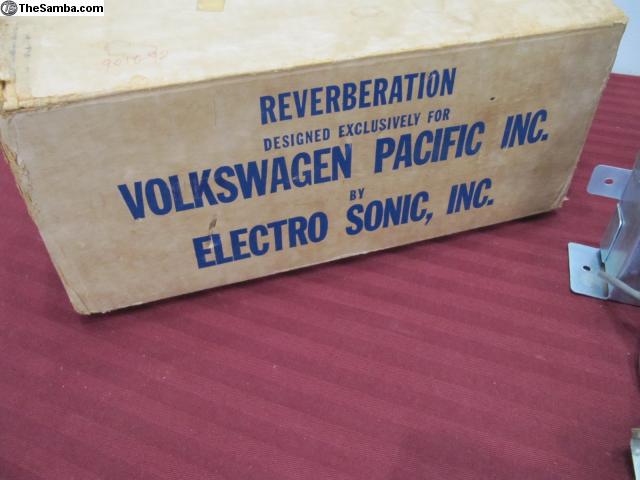 TheSamba.com
REVERBERATION
DESIGNED EXCLUSIVELY FOR
VOLKSWAGEN PACIFIC INC.
BY
ELECTRO SONIC, INC.